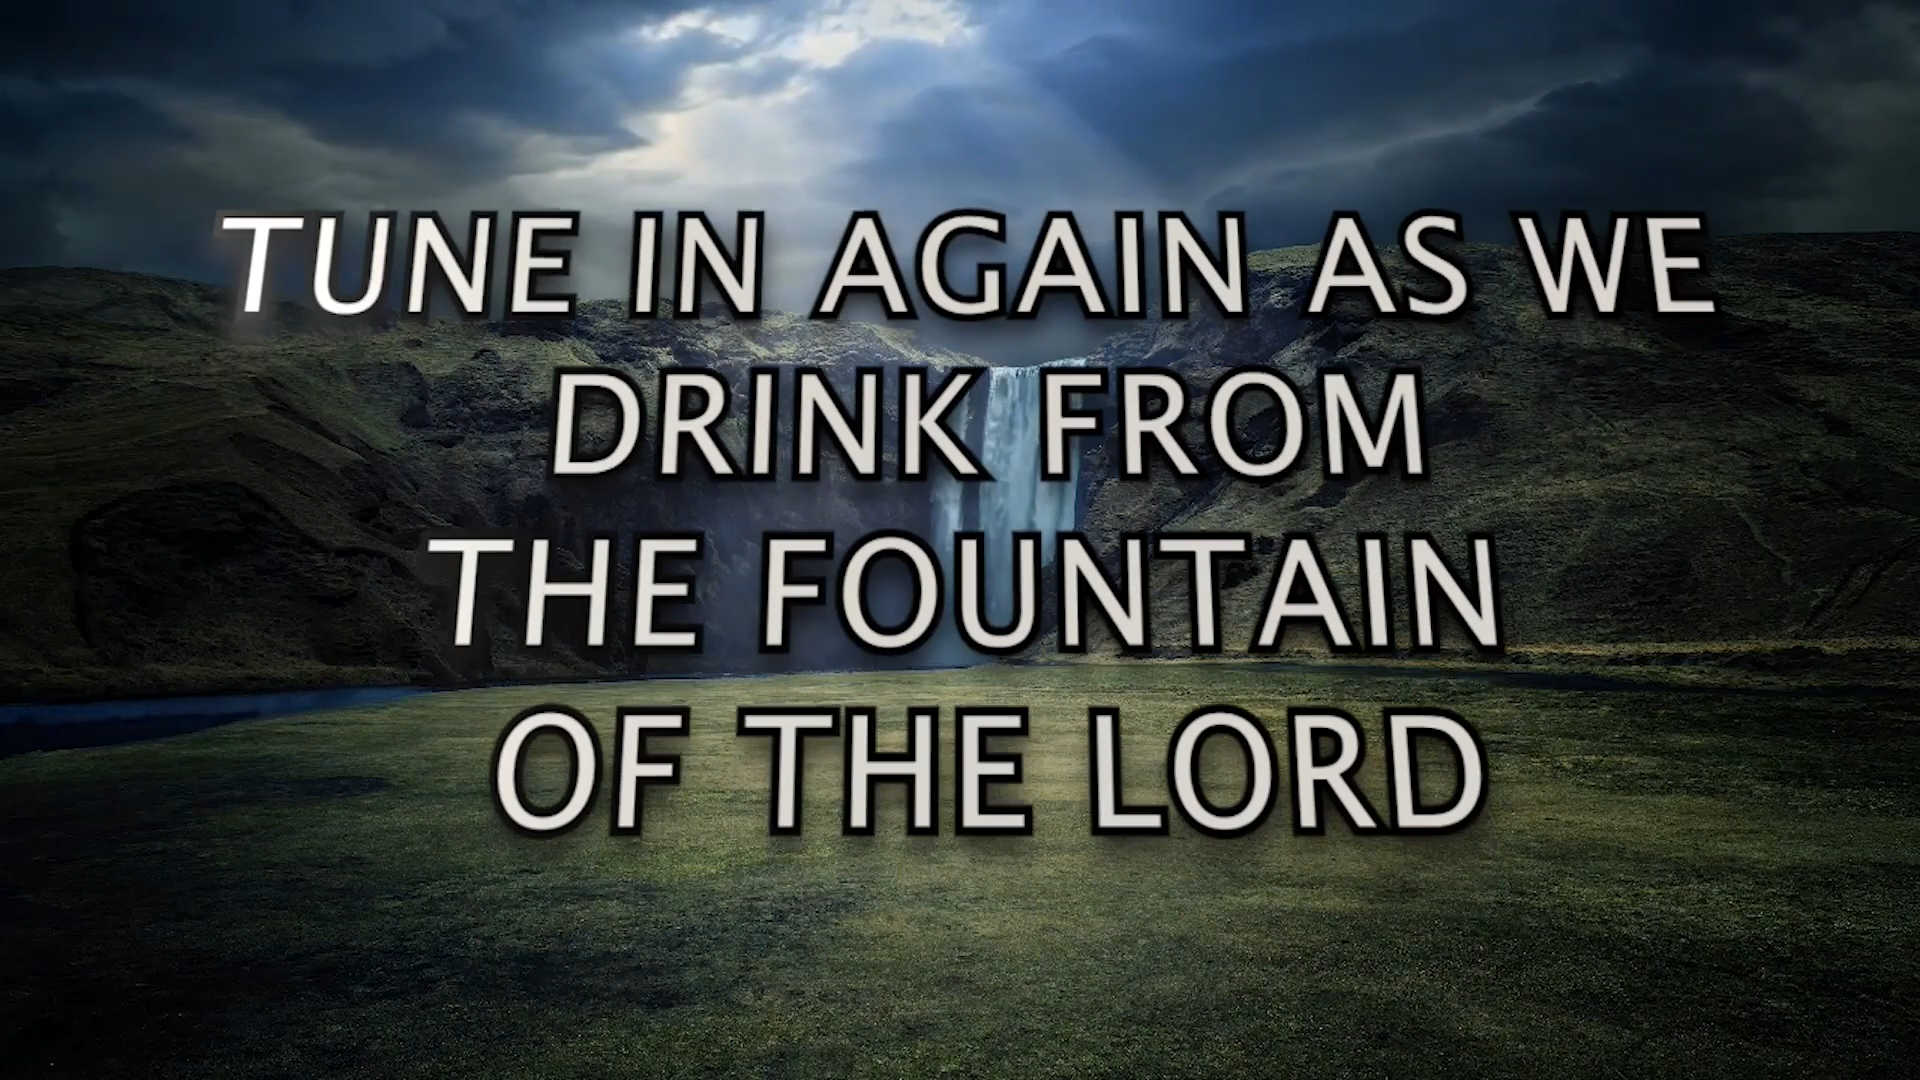 TUNE IN AGAIN AS WE
DRINK FROM
THE FOUNTAIN
OF THE LORD